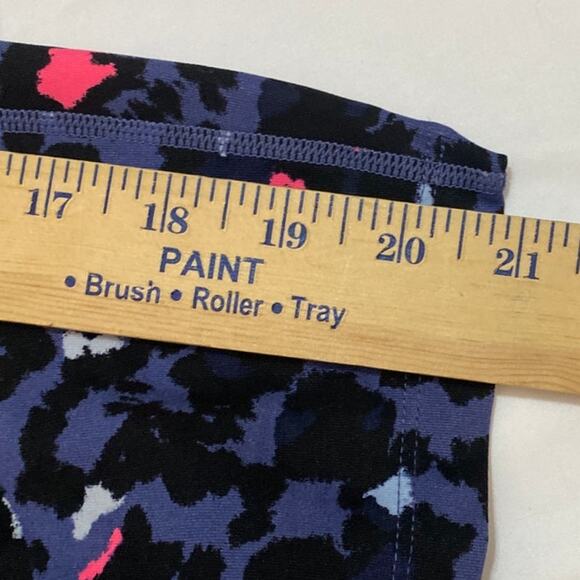 17 18 19 20 21
PAINT
• Brush • Roller • Tray